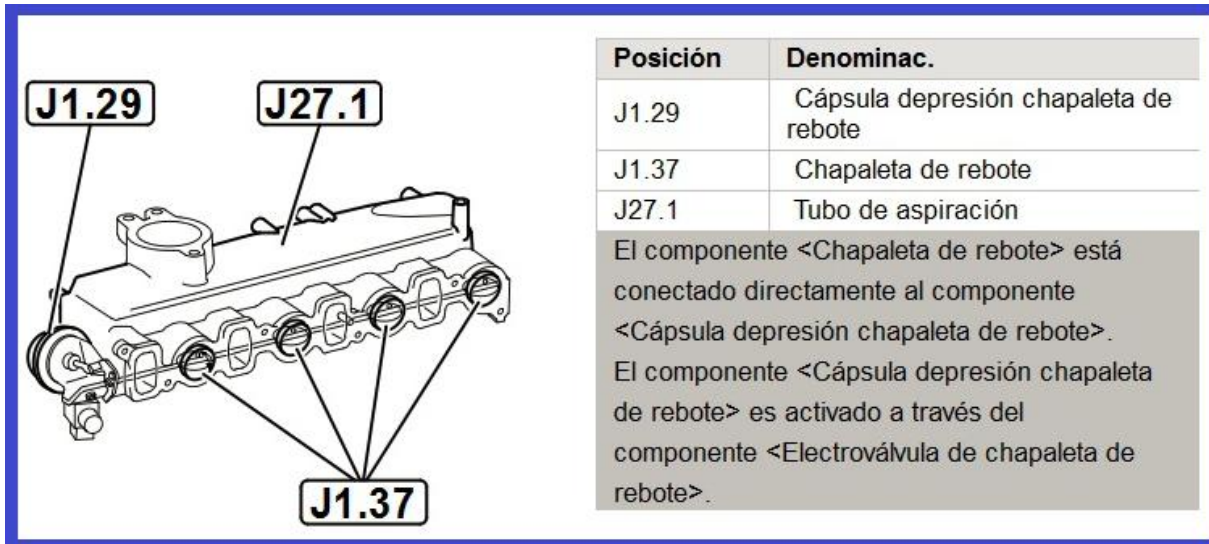 J1.29
J27.1
J1.37
Posición Denominac.
J1.29 Cápsula depresión chapaleta de
rebote
J1.37 Chapaleta de rebote
J27.1 Tubo de aspiración
El componente <Chapaleta de rebote> está
conectado directamente al componente
<Cápsula depresión chapaleta de rebote>.
El componente <Cápsula depresión chapaleta
de rebote> es activado a través del
componente <Electroválvula de chapaleta de
rebote>.